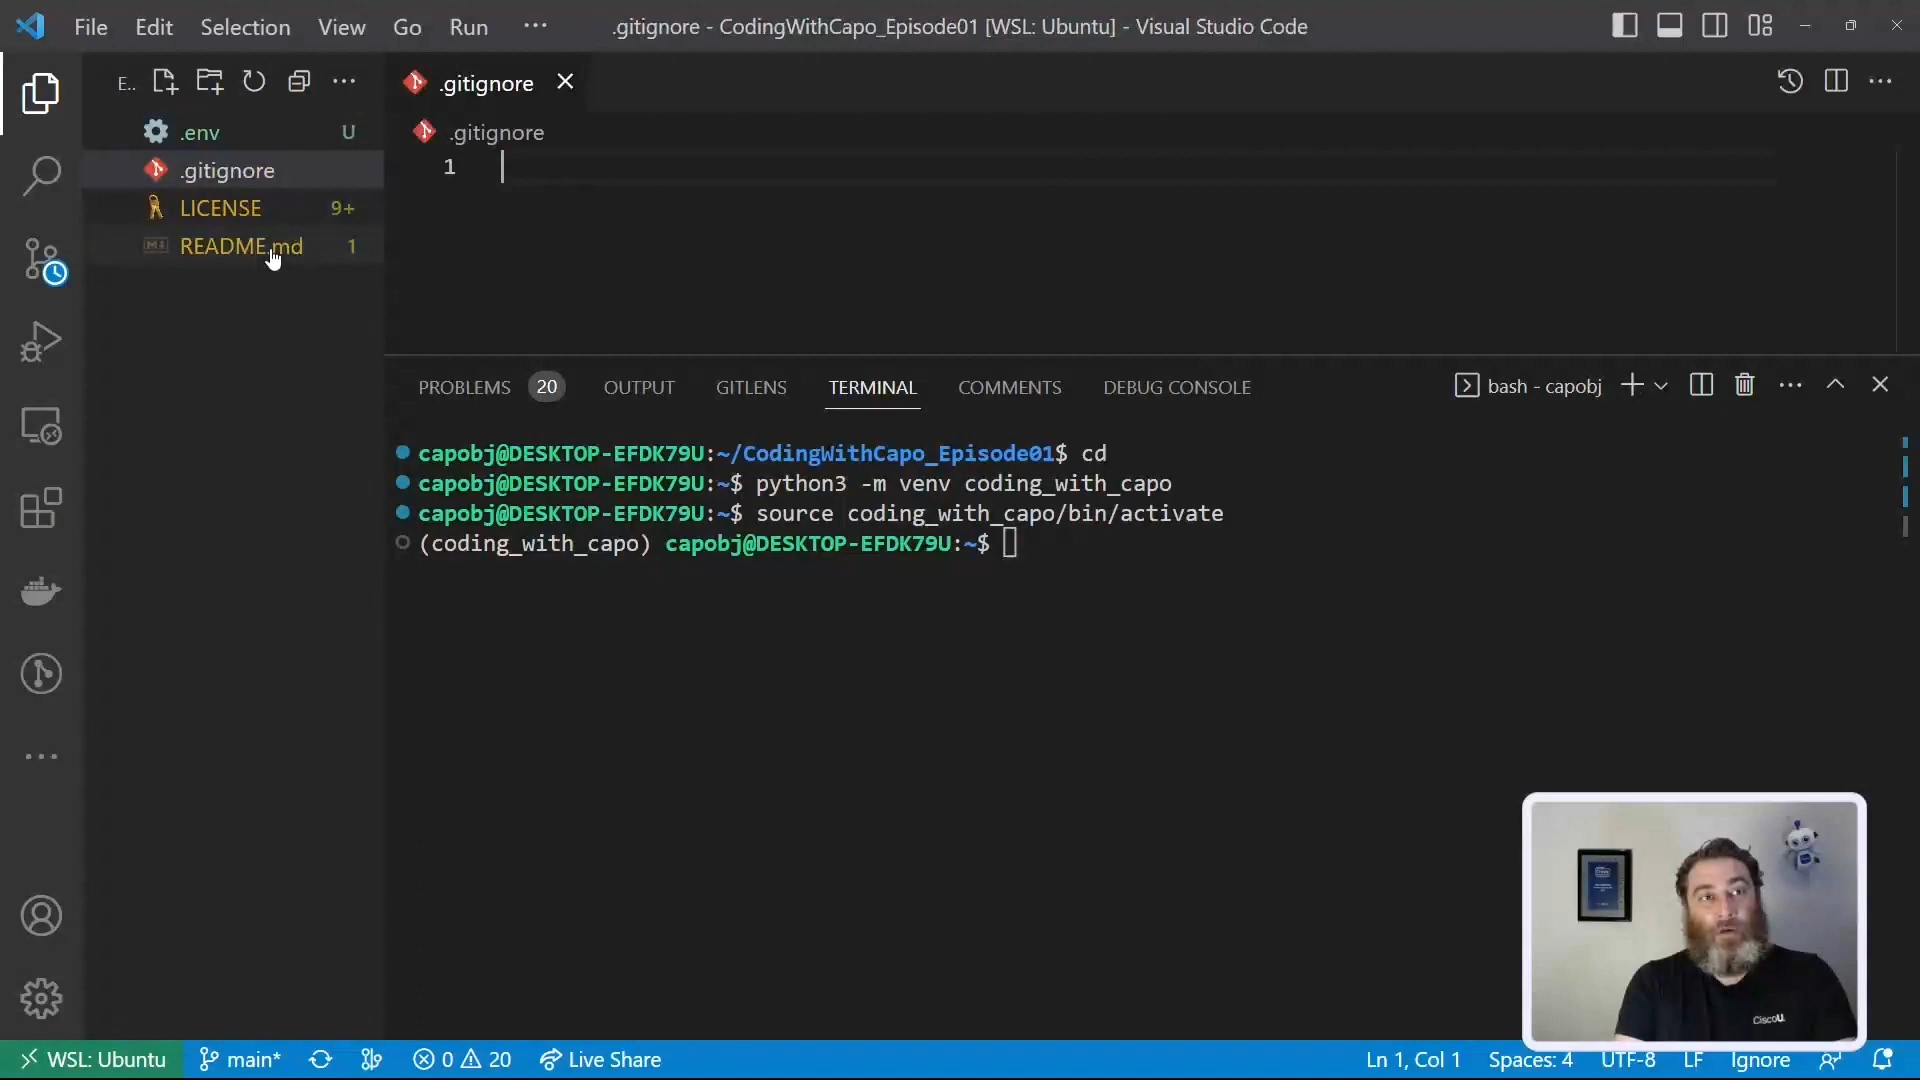 File Edit Selection View Go Run ··· .gitignore - CodingWithCapo_Episode01 [WSL: Ubuntu] - Visual Studio Code
E..
.env U
.gitignore
LICENSE 9+
README.md 1
.gitignore
.gitignore
1
PROBLEMS 20 OUTPUT GITLENS TERMINAL COMMENTS DEBUG CONSOLE bash - capobj
capobj@DESKTOP-EFDK79U:~/CodingWithCapo_Episode01$ cd
capobj@DESKTOP-EFDK79U:~$ python3 -m venv coding_with_capo
capobj@DESKTOP-EFDK79U:~$ source coding_with_capo/bin/activate
(coding_with_capo) capobj@DESKTOP-EFDK79U:~$
CiscoU.
WSL: Ubuntu main* 0 20 Live Share Ln 1, Col 1 Spaces: 4 UTF-8 LF Ignore